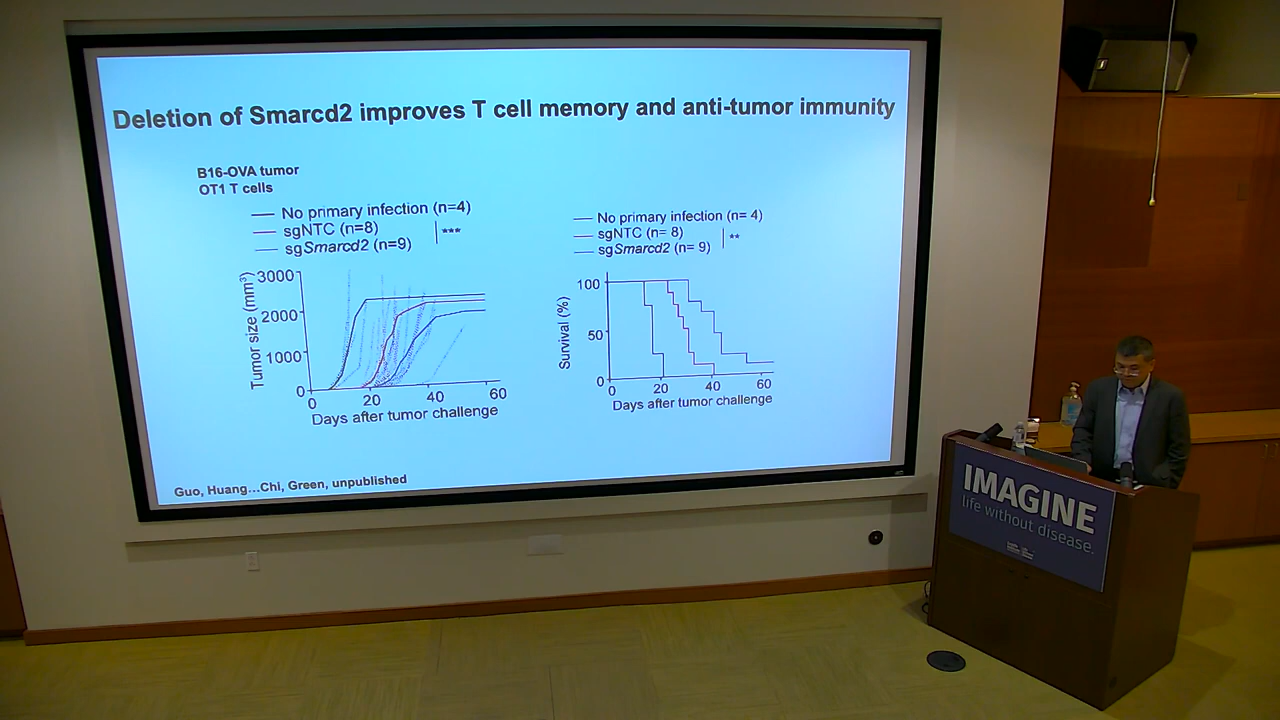 Deletion of Smarcd2 improves T cell memory and anti-tumor immunity
B16-OVA tumor
OT1 T cells
No primary infection (n=4)
sgNTC (n=8)
sgSmarcd2 (n=9)
***
Tumor size (mm³)
3000
2000
1000
0
0
20
40
60
Days after tumor challenge
No primary infection (n= 4)
sgNTC (n= 8)
sgSmarcd2 (n= 9)
**
Survival (%)
100
50
0
0
20
40
60
Days after tumor challenge
Guo, Huang...Chi, Green, unpublished
IMAGINE
life without disease.